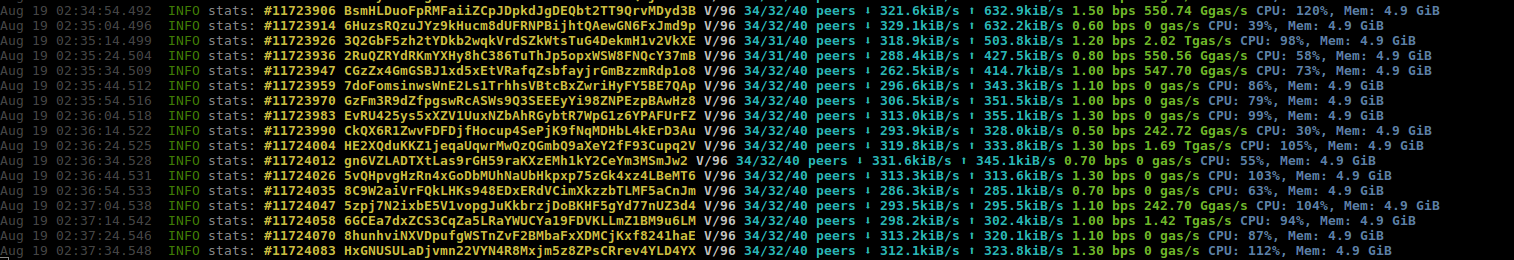 Aug 19 02:34:54.492 INFO stats: #11723906 BsmHLDuoFpRMFaiiZCpJDpkdJgDEQbt2TT9QrvMDyd3B V/96 34/32/40 peers ⬇ 321.6kiB/s ⬆ 632.9kiB/s 1.50 bps 550.74 Ggas/s CPU: 120%, Mem: 4.9 GiB
Aug 19 02:35:04.496 INFO stats: #11723914 6HuzsRQzuJYz9kHucm8dUFRNPBijhtQAewGN6FxJmd9p V/96 34/32/40 peers ⬇ 329.1kiB/s ⬆ 632.2kiB/s 0.60 bps 0 gas/s CPU: 39%, Mem: 4.9 GiB
Aug 19 02:35:14.499 INFO stats: #11723926 3Q2GbF5zh2tYDkb2wqkVrdSZKWtsTuG4DekmH1v2VkXE V/96 34/31/40 peers ⬇ 318.9kiB/s ⬆ 503.8kiB/s 1.20 bps 2.02 Tgas/s CPU: 98%, Mem: 4.9 GiB
Aug 19 02:35:24.504 INFO stats: #11723936 2RuQZRYdRKmYXHy8hC386TuThJp5opxWSW8FNQcY37mB V/96 34/31/40 peers ⬇ 288.4kiB/s ⬆ 427.5kiB/s 0.80 bps 550.56 Ggas/s CPU: 58%, Mem: 4.9 GiB
Aug 19 02:35:34.509 INFO stats: #11723947 CGzZx4GmGSBJ1xd5xEtVRafqZsbfayjrGmBzzmRdp1o8 V/96 34/32/40 peers ⬇ 262.5kiB/s ⬆ 414.7kiB/s 1.00 bps 547.70 Ggas/s CPU: 73%, Mem: 4.9 GiB
Aug 19 02:35:44.512 INFO stats: #11723959 7doFomsinwsWnE2Ls1TrhhsVBtcBxZwriHyFY5BE7QAp V/96 34/32/40 peers ⬇ 296.6kiB/s ⬆ 343.3kiB/s 1.10 bps 0 gas/s CPU: 86%, Mem: 4.9 GiB
Aug 19 02:35:54.516 INFO stats: #11723970 GzFm3R9dZfpgswRcASWs9Q3SEEEyYi98ZNPEzpBAwHz8 V/96 34/32/40 peers ⬇ 306.5kiB/s ⬆ 351.5kiB/s 1.00 bps 0 gas/s CPU: 79%, Mem: 4.9 GiB
Aug 19 02:36:04.518 INFO stats: #11723983 EvRU425ys5xXZV1UuxNZbAhRGybtR7WpG1z6YPAFUrFZ V/96 34/32/40 peers ⬇ 313.0kiB/s ⬆ 355.1kiB/s 1.30 bps 0 gas/s CPU: 99%, Mem: 4.9 GiB
Aug 19 02:36:14.522 INFO stats: #11723990 CkQX6R1ZwvFDFDjfHocup4SePjK9fNqMDHbL4kErD3Au V/96 34/32/40 peers ⬇ 293.9kiB/s ⬆ 328.0kiB/s 0.50 bps 242.72 Ggas/s CPU: 30%, Mem: 4.9 GiB
Aug 19 02:36:24.525 INFO stats: #11724004 HE2XQduKKZ1jeqaUqwrMwQzQGmbQ9aXeY2fF93Cupq2V V/96 34/32/40 peers ⬇ 319.8kiB/s ⬆ 333.8kiB/s 1.30 bps 1.69 Tgas/s CPU: 105%, Mem: 4.9 GiB
Aug 19 02:36:34.528 INFO stats: #11724012 gn6VZLADTXtLas9rGH59raKXzEMh1kY2CeYm3MSmJw2 V/96 34/32/40 peers ⬇ 331.6kiB/s ⬆ 345.1kiB/s 0.70 bps 0 gas/s CPU: 55%, Mem: 4.9 GiB
Aug 19 02:36:44.531 INFO stats: #11724026 5vQHpvgHzRn4xGoDbMUhNaUbHkpxp75zGk4xz4LBeMT6 V/96 34/32/40 peers ⬇ 313.3kiB/s ⬆ 313.6kiB/s 1.30 bps 0 gas/s CPU: 103%, Mem: 4.9 GiB
Aug 19 02:36:54.533 INFO stats: #11724035 8C9W2aiVrFQkLHKs948EDxERdVCimXkzzbTLMF5aCnJm V/96 34/32/40 peers ⬇ 286.3kiB/s ⬆ 285.1kiB/s 0.70 bps 0 gas/s CPU: 63%, Mem: 4.9 GiB
Aug 19 02:37:04.538 INFO stats: #11724047 5zpj7N2ixbE5V1vopgJuKkbrzjDoBKHF5gYd77nUZ3d4 V/96 34/32/40 peers ⬇ 293.5kiB/s ⬆ 295.5kiB/s 1.10 bps 242.70 Ggas/s CPU: 104%, Mem: 4.9 GiB
Aug 19 02:37:14.542 INFO stats: #11724058 6GCEa7dxZCS3CqZa5LRaYWUCYa19FDVKLLmZ1BM9u6LM V/96 34/32/40 peers ⬇ 298.2kiB/s ⬆ 302.4kiB/s 1.00 bps 1.42 Tgas/s CPU: 94%, Mem: 4.9 GiB
Aug 19 02:37:24.546 INFO stats: #11724070 8hunhviNXVDpufgWSTnZvF2BMbaFxXDMCjKxf8241haE V/96 34/32/40 peers ⬇ 313.2kiB/s ⬆ 320.1kiB/s 1.10 bps 0 gas/s CPU: 87%, Mem: 4.9 GiB
Aug 19 02:37:34.548 INFO stats: #11724083 HxGNUSULaDjvmn22VYN4R8Mxjm5z8ZPsCRrev4YLD4YX V/96 34/32/40 peers ⬇ 312.1kiB/s ⬆ 323.8kiB/s 1.30 bps 0 gas/s CPU: 112%, Mem: 4.9 GiB